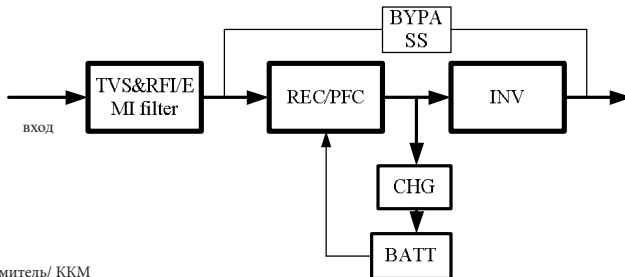 BYPA
SS
TVS&RFI/E
MI filter
REC/PFC
INV
вход
CHG
BATT
митель/ ККМ